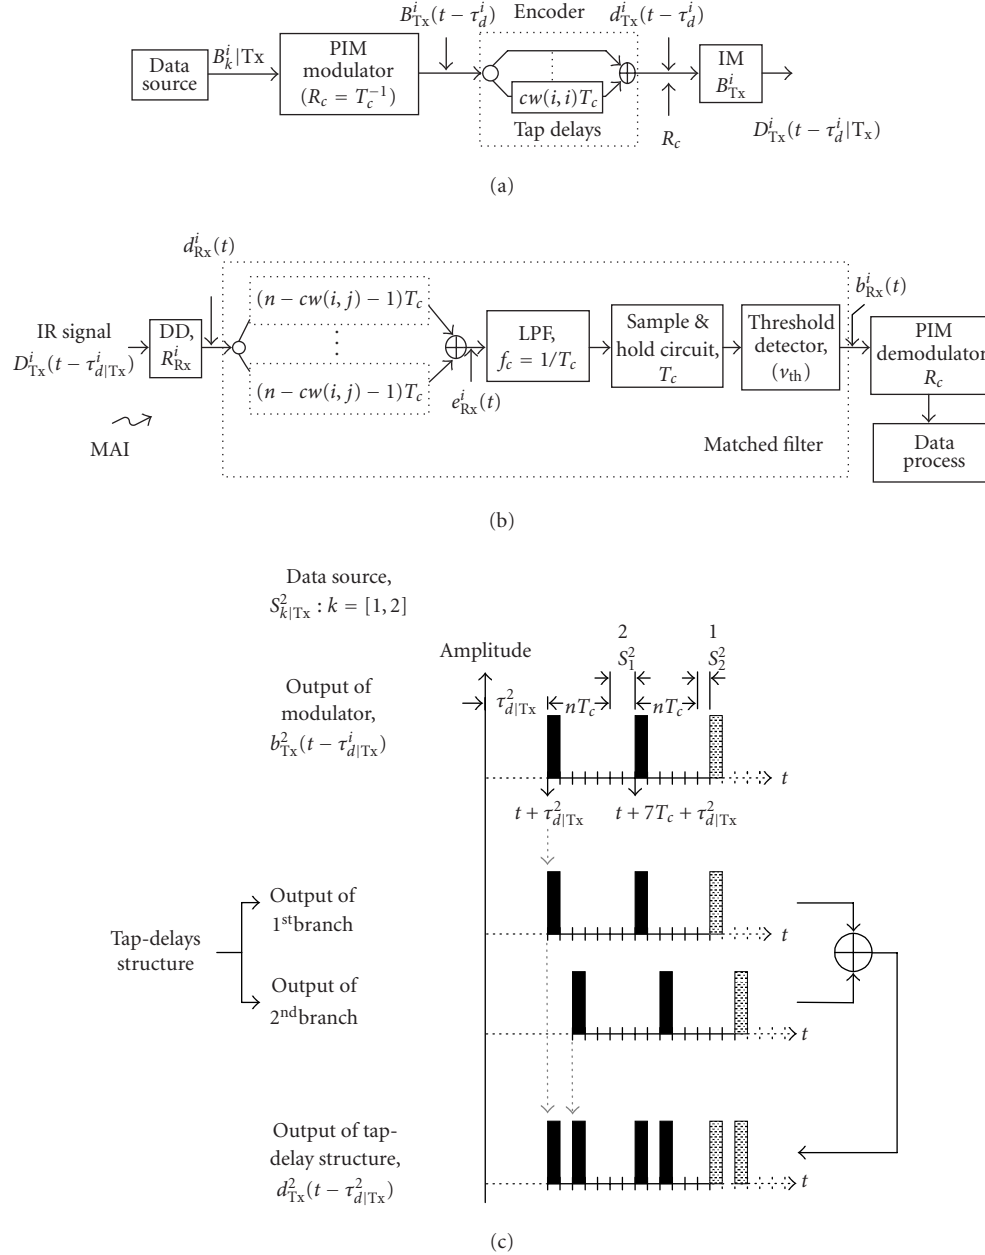 B^i_Tx(t − τ^i_d)
Encoder
d^i_Tx(t − τ^i_d)
Data
source
B^i_k|Tx
PIM
modulator
(R_c = T_c^−1)
cw(i, i)T_c
Tap delays
R_c
IM
B^i_Tx
D^i_Tx(t − τ^i_d|Tx)
(a)
d^i_Rx(t)
IR signal
D^i_Tx(t − τ^i_d|Tx)
MAI
DD,
R^i_Rx
(n − cw(i, j) − 1)T_c
⋮
(n − cw(i, j) − 1)T_c
e^i_Rx(t)
LPF,
f_c = 1/T_c
Sample &
hold circuit,
T_c
Threshold
detector,
(ν_th)
b^i_Rx(t)
PIM
demodulator
R_c
Data
process
Matched filter
(b)
Data source,
S^2_k|Tx : k = [1, 2]
Amplitude
2
S^2_1
1
S^2_2
Output of
modulator,
b^2_Tx(t − τ^i_d|Tx)
τ^2_d|Tx
nT_c
nT_c
t
t + τ^2_d|Tx
t + 7T_c + τ^2_d|Tx
Tap-delays
structure
Output of
1st branch
t
Output of
2nd branch
t
Output of tap-
delay structure,
d^2_Tx(t − τ^2_d|Tx)
t
(c)